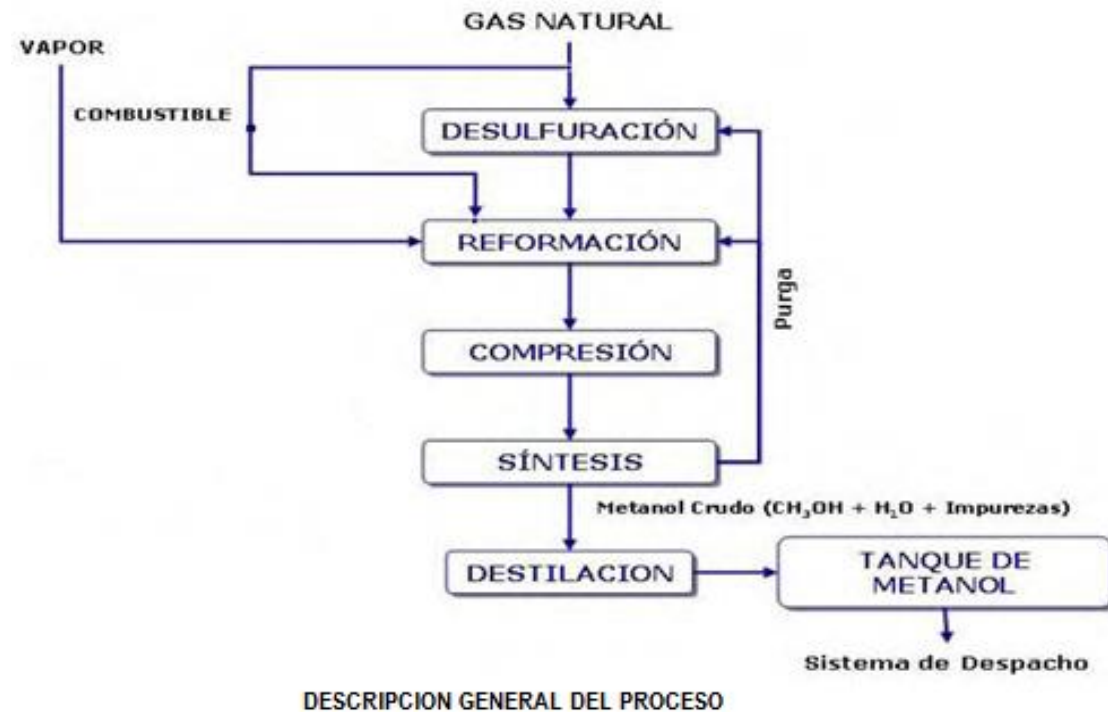 GAS NATURAL
VAPOR
COMBUSTIBLE
DESULFURACIÓN
REFORMACIÓN
Purga
COMPRESIÓN
SÍNTESIS
Metanol Crudo (CH₃OH + H₂O + Impurezas)
DESTILACION
TANQUE DE
METANOL
Sistema de Despacho
DESCRIPCION GENERAL DEL PROCESO